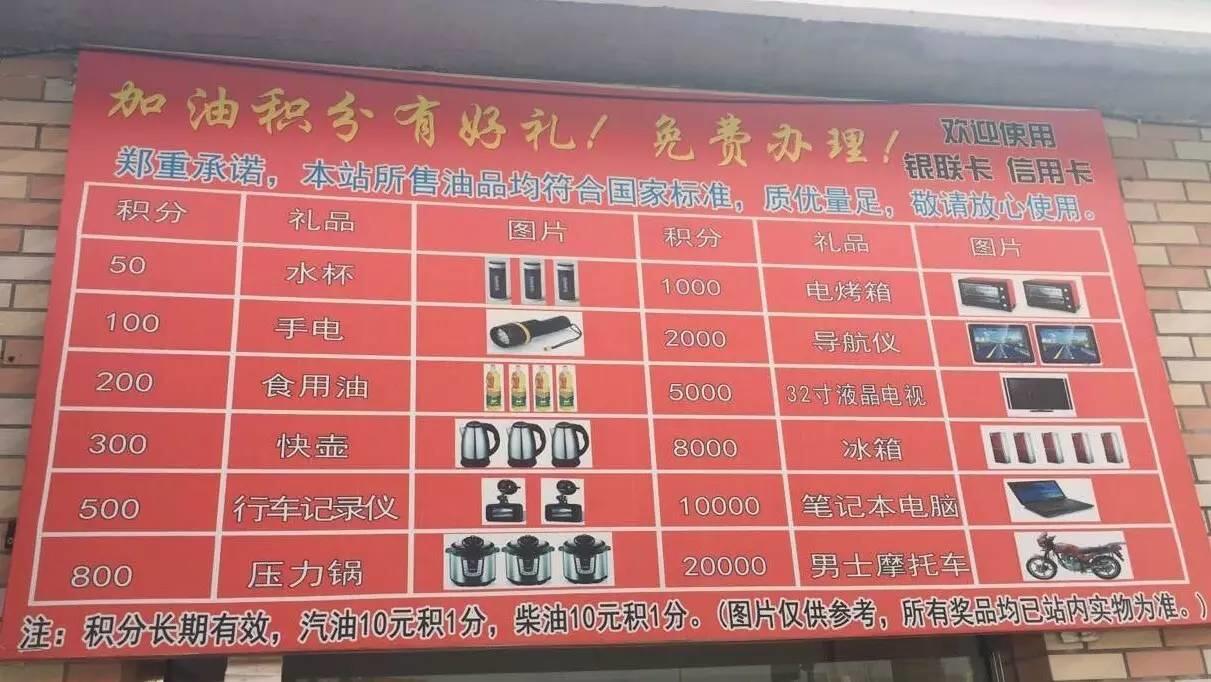 加油积分有好礼！免费办理！
欢迎使用
银联卡 信用卡
郑重承诺，本站所售油品均符合国家标准，质优量足，敬请放心使用。
积分 礼品 图片 积分 礼品 图片
50 水杯 1000 电烤箱
100 手电 2000 导航仪
200 食用油 5000 32寸液晶电视
300 快壶 8000 冰箱
500 行车记录仪 10000 笔记本电脑
800 压力锅 20000 男士摩托车
注：积分长期有效，汽油10元积1分，柴油10元积1分。(图片仅供参考，所有奖品均已站内实物为准。)